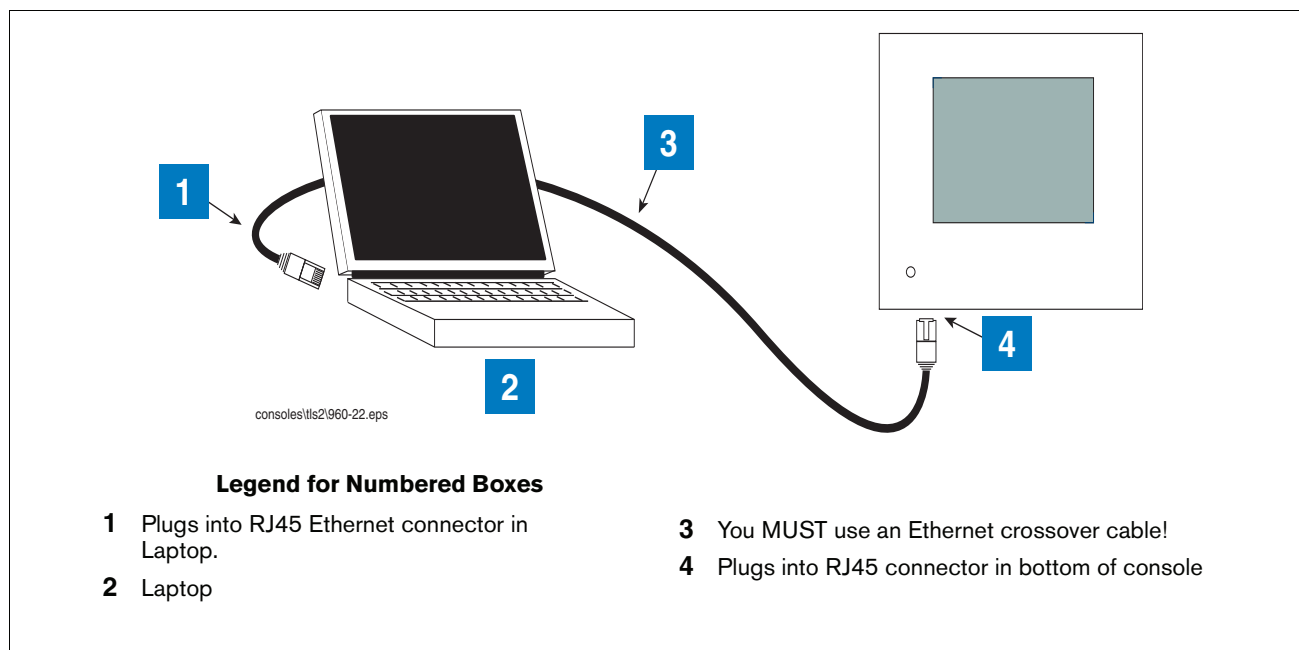 1
3
4
2
consoles\tls2\960-22.eps
Legend for Numbered Boxes
1 Plugs into RJ45 Ethernet connector in
Laptop.
2 Laptop
3 You MUST use an Ethernet crossover cable!
4 Plugs into RJ45 connector in bottom of console